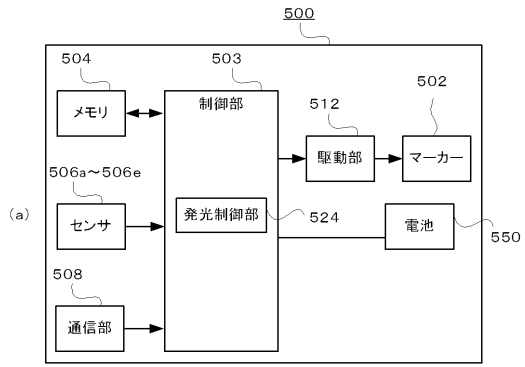 500
504
503
メモリ
制御部
512
502
駆動部
マーカー
506a～506e
(a)
センサ
発光制御部
524
電池
550
508
通信部